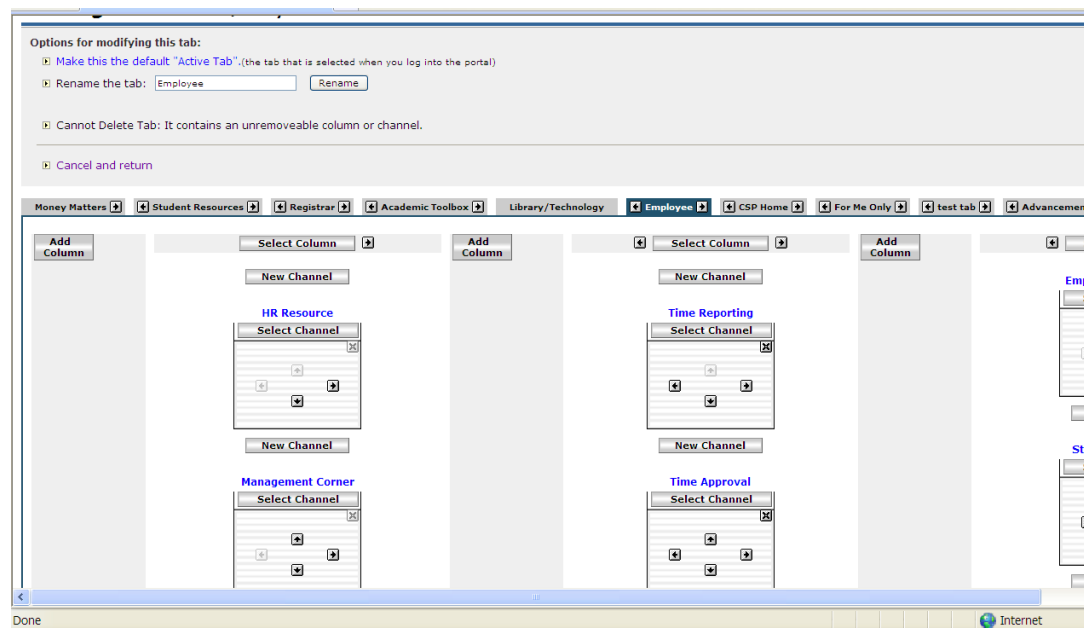 Options for modifying this tab:
Make this the default "Active Tab".(the tab that is selected when you log into the portal)
Rename the tab: Employee Rename
Cannot Delete Tab: It contains an unremoveable column or channel.
Cancel and return
Money Matters Student Resources Registrar Academic Toolbox Library/Technology Employee CSP Home For Me Only test tab Advancemen
Add Column Select Column Add Column Select Column Add Column
New Channel New Channel
HR Resource Time Reporting Emp
Select Channel Select Channel
New Channel New Channel
Management Corner Time Approval St
Select Channel Select Channel
Done Internet